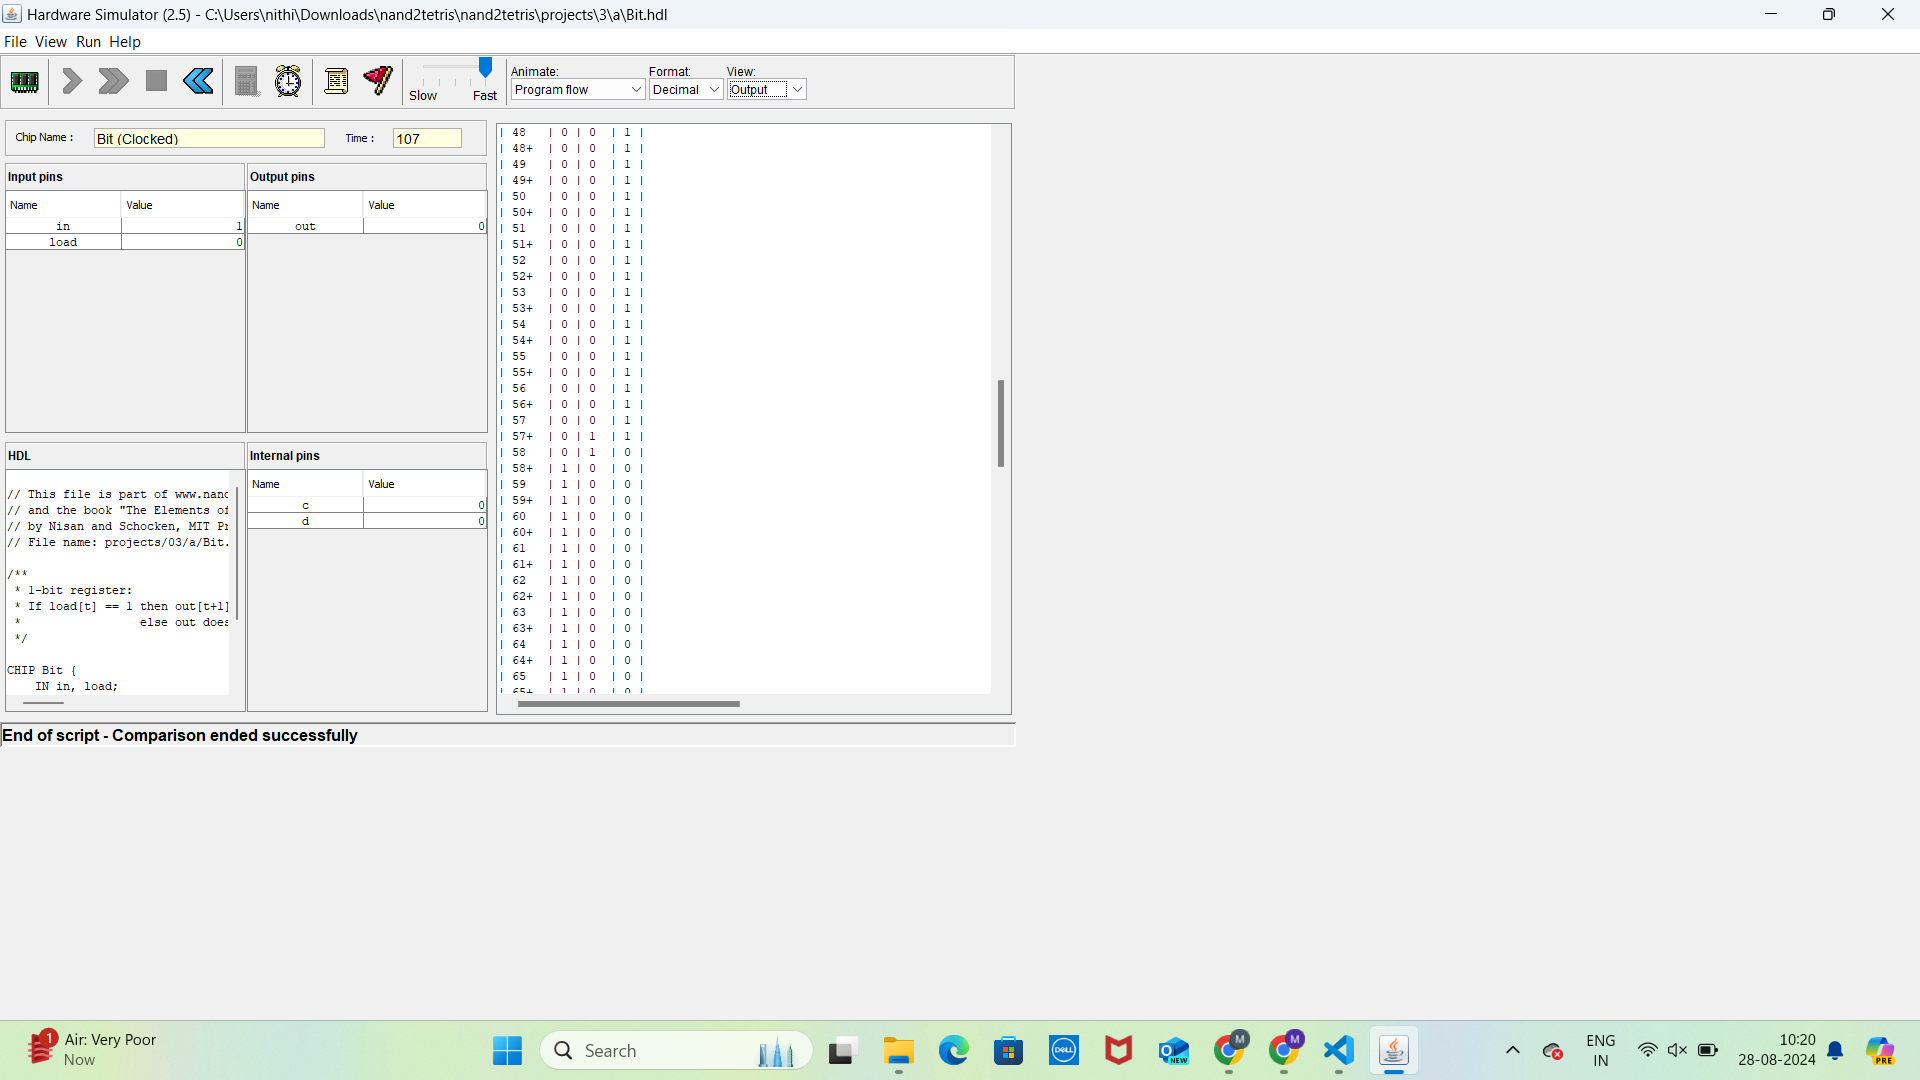 Hardware Simulator (2.5) - C:\Users\nithi\Downloads\nand2tetris\nand2tetris\projects\3\a\Bit.hdl
File View Run Help
Slow Fast
Animate: Format: View:
Program flow Decimal Output
Chip Name : Bit (Clocked) Time : 107
Input pins
Name Value
in 1
load 0
Output pins
Name Value
out 0
HDL
// This file is part of www.nand
// and the book "The Elements of
// by Nisan and Schocken, MIT Pr
// File name: projects/03/a/Bit.
/**
* 1-bit register:
* If load[t] == 1 then out[t+1]
* else out does
*/
CHIP Bit {
IN in, load;
Internal pins
Name Value
c 0
d 0
| 48 | 0 | 0 | 1 |
| 48+ | 0 | 0 | 1 |
| 49 | 0 | 0 | 1 |
| 49+ | 0 | 0 | 1 |
| 50 | 0 | 0 | 1 |
| 50+ | 0 | 0 | 1 |
| 51 | 0 | 0 | 1 |
| 51+ | 0 | 0 | 1 |
| 52 | 0 | 0 | 1 |
| 52+ | 0 | 0 | 1 |
| 53 | 0 | 0 | 1 |
| 53+ | 0 | 0 | 1 |
| 54 | 0 | 0 | 1 |
| 54+ | 0 | 0 | 1 |
| 55 | 0 | 0 | 1 |
| 55+ | 0 | 0 | 1 |
| 56 | 0 | 0 | 1 |
| 56+ | 0 | 0 | 1 |
| 57 | 0 | 0 | 1 |
| 57+ | 0 | 1 | 1 |
| 58 | 0 | 1 | 0 |
| 58+ | 1 | 0 | 0 |
| 59 | 1 | 0 | 0 |
| 59+ | 1 | 0 | 0 |
| 60 | 1 | 0 | 0 |
| 60+ | 1 | 0 | 0 |
| 61 | 1 | 0 | 0 |
| 61+ | 1 | 0 | 0 |
| 62 | 1 | 0 | 0 |
| 62+ | 1 | 0 | 0 |
| 63 | 1 | 0 | 0 |
| 63+ | 1 | 0 | 0 |
| 64 | 1 | 0 | 0 |
| 64+ | 1 | 0 | 0 |
| 65 | 1 | 0 | 0 |
| 65+ | 1 | 0 | 0 |
End of script - Comparison ended successfully
1
Air: Very Poor
Now
Search
DELL
NEW
M
M
ENG
IN
10:20
28-08-2024
PRE